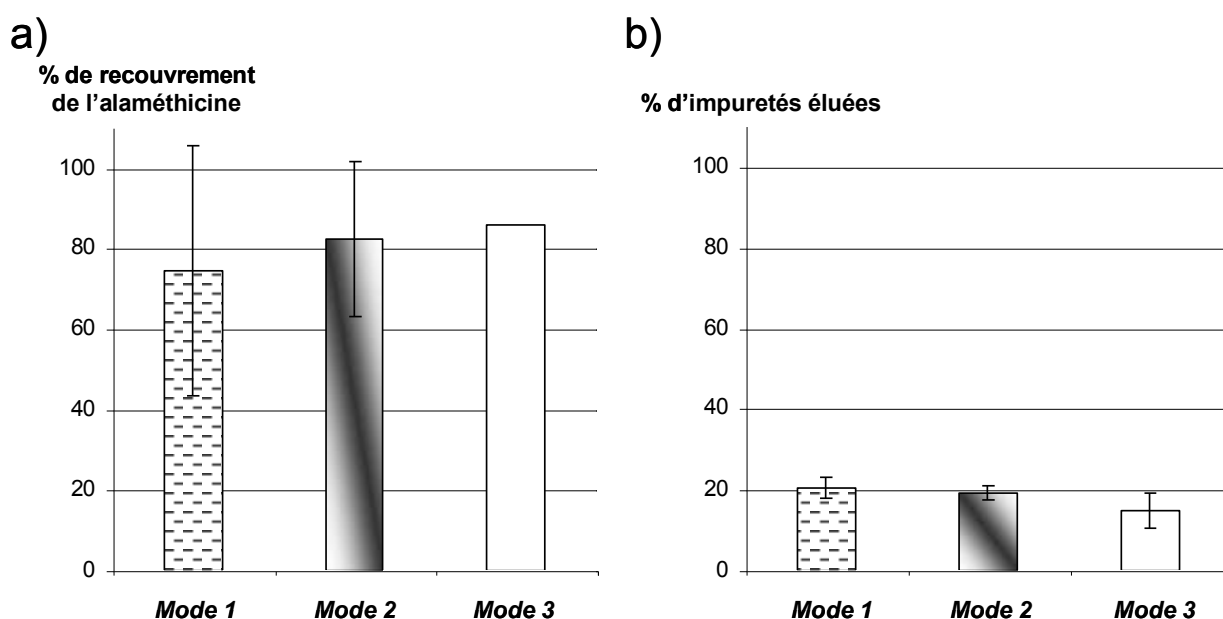 a)
% de recouvrement
de l'alaméthicine
100
80
60
40
20
0
Mode 1 Mode 2 Mode 3
b)
% d'impuretés éluées
100
80
60
40
20
0
Mode 1 Mode 2 Mode 3